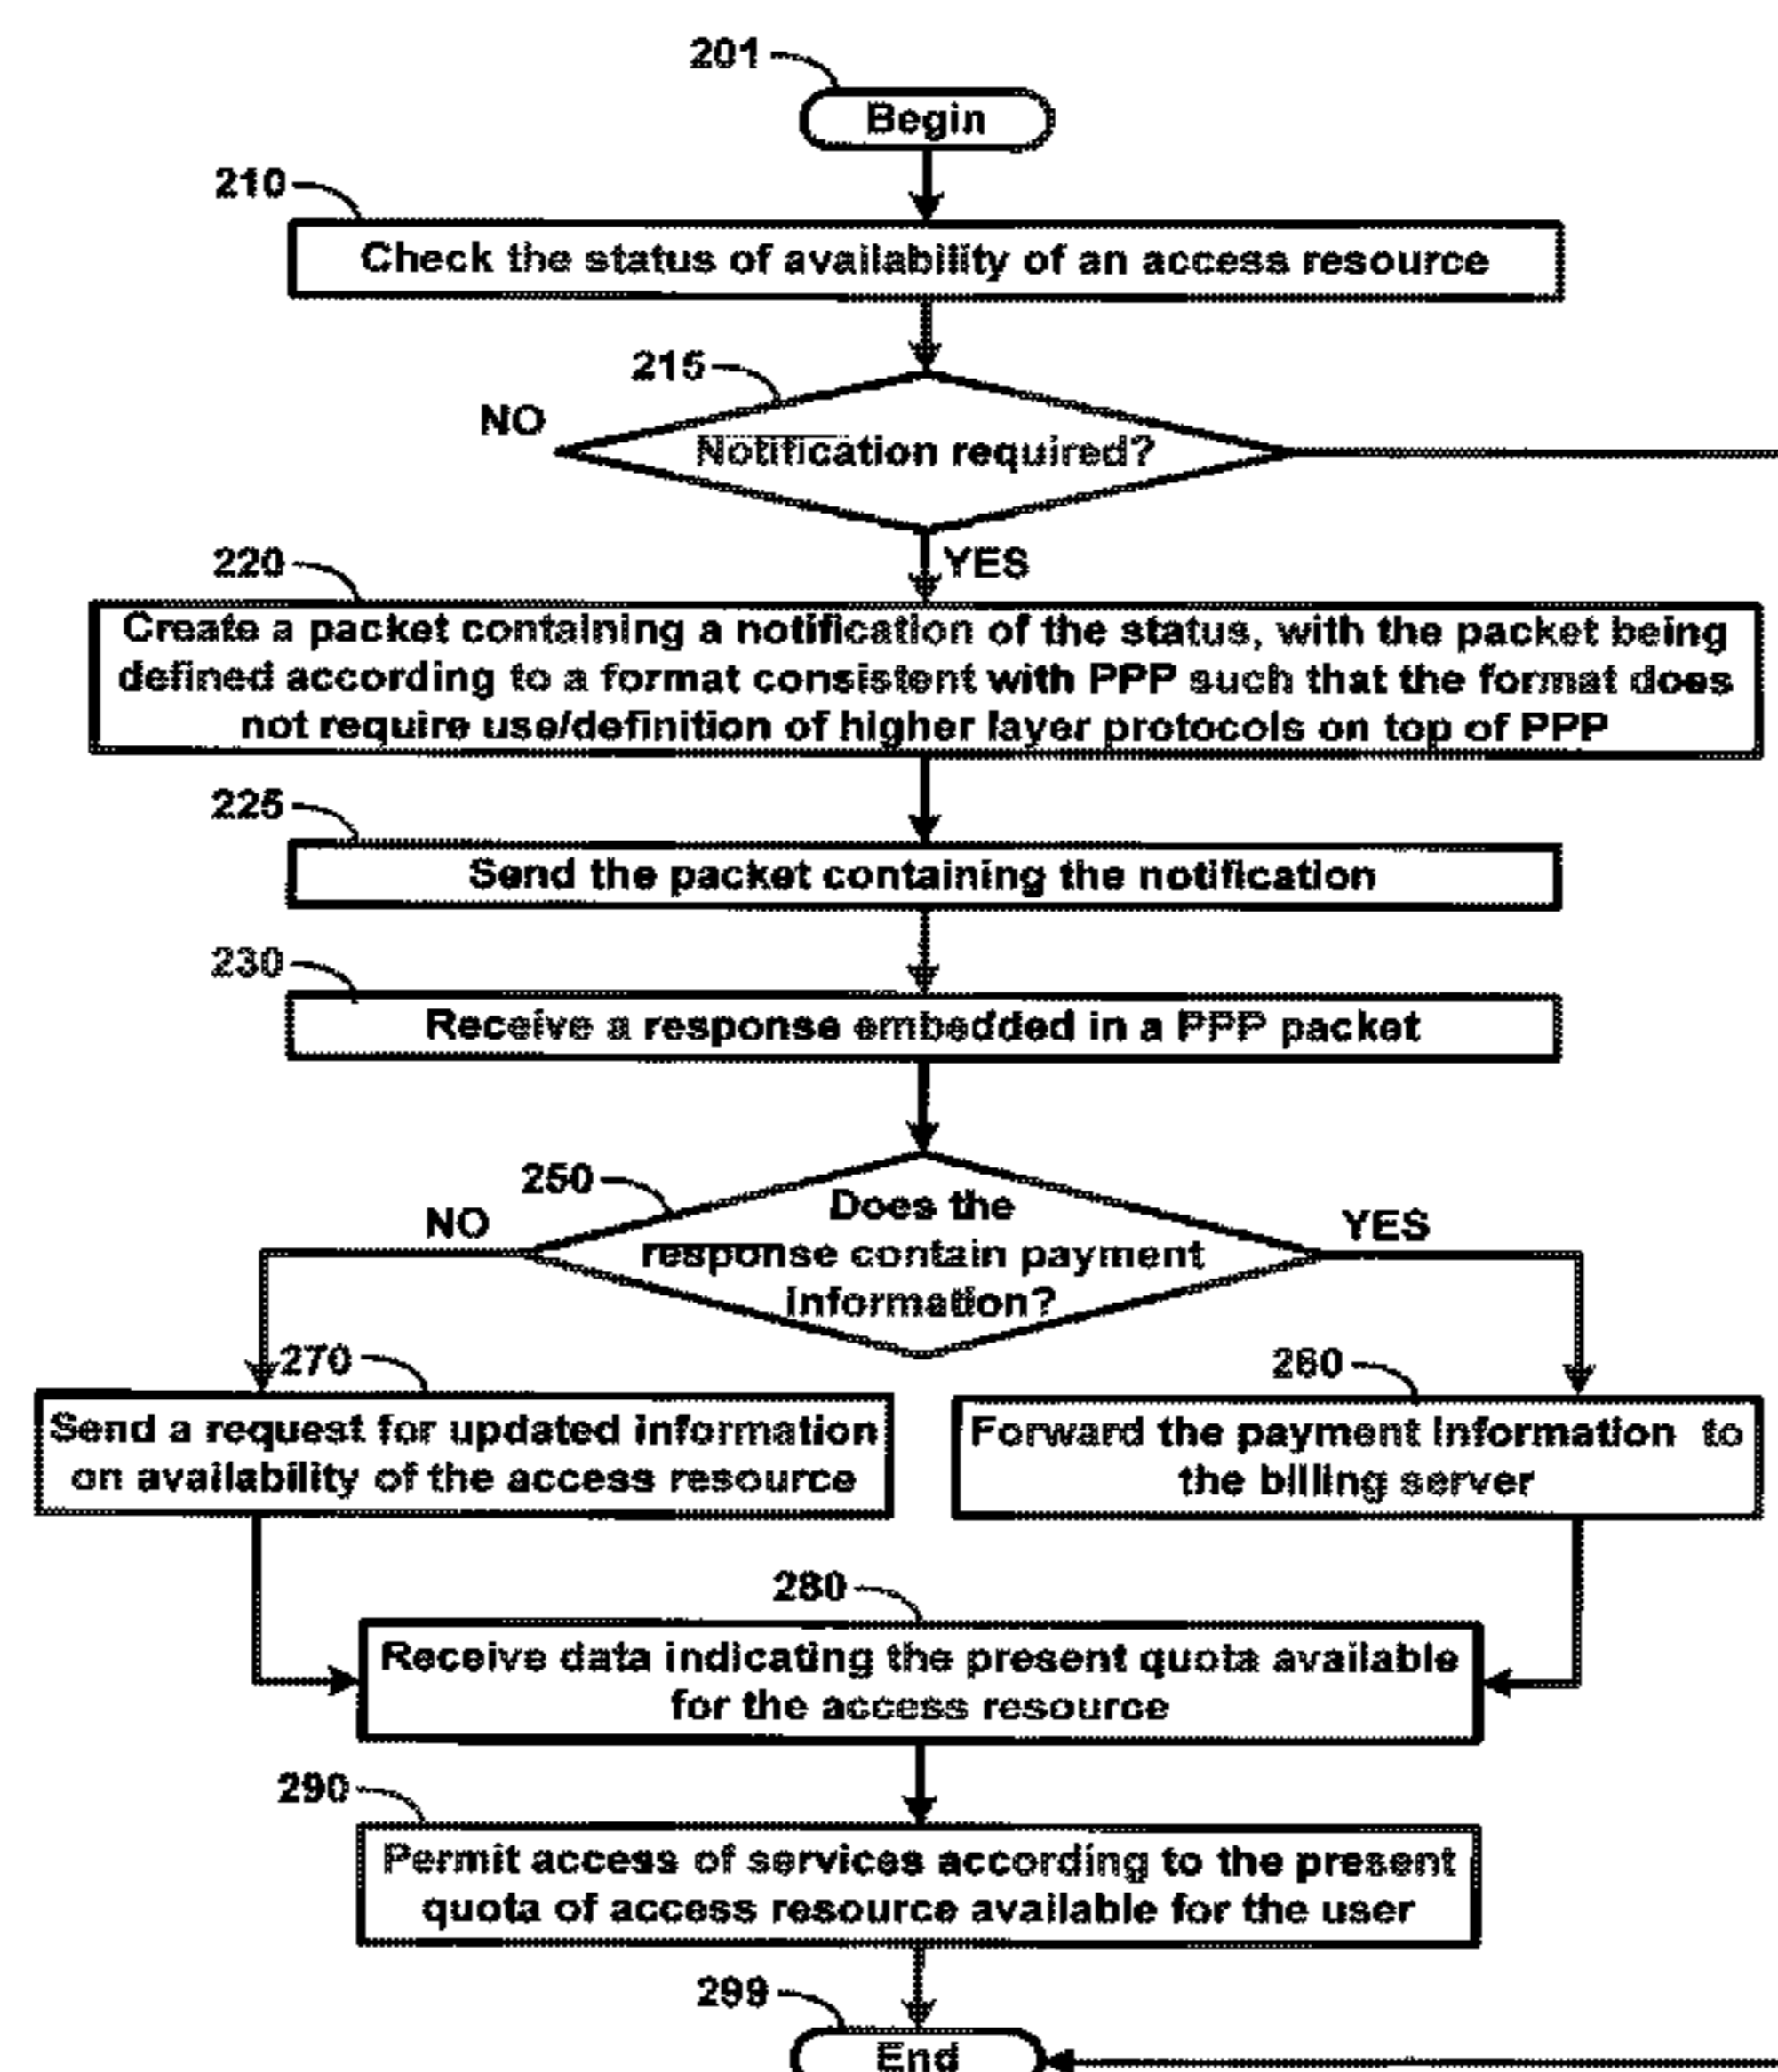 201
Begin
210
Check the status of availability of an access resource
215
NO
Notification required?
YES
220
Create a packet containing a notification of the status, with the packet being
defined according to a format consistent with PPP such that the format does
not require use/definition of higher layer protocols on top of PPP
225
Send the packet containing the notification
230
Receive a response embedded in a PPP packet
250
NO
Does the
response contain payment
information?
YES
270
Send a request for updated information
on availability of the access resource
260
Forward the payment information to
the billing server
280
Receive data indicating the present quota available
for the access resource
290
Permit access of services according to the present
quota of access resource available for the user
299
End